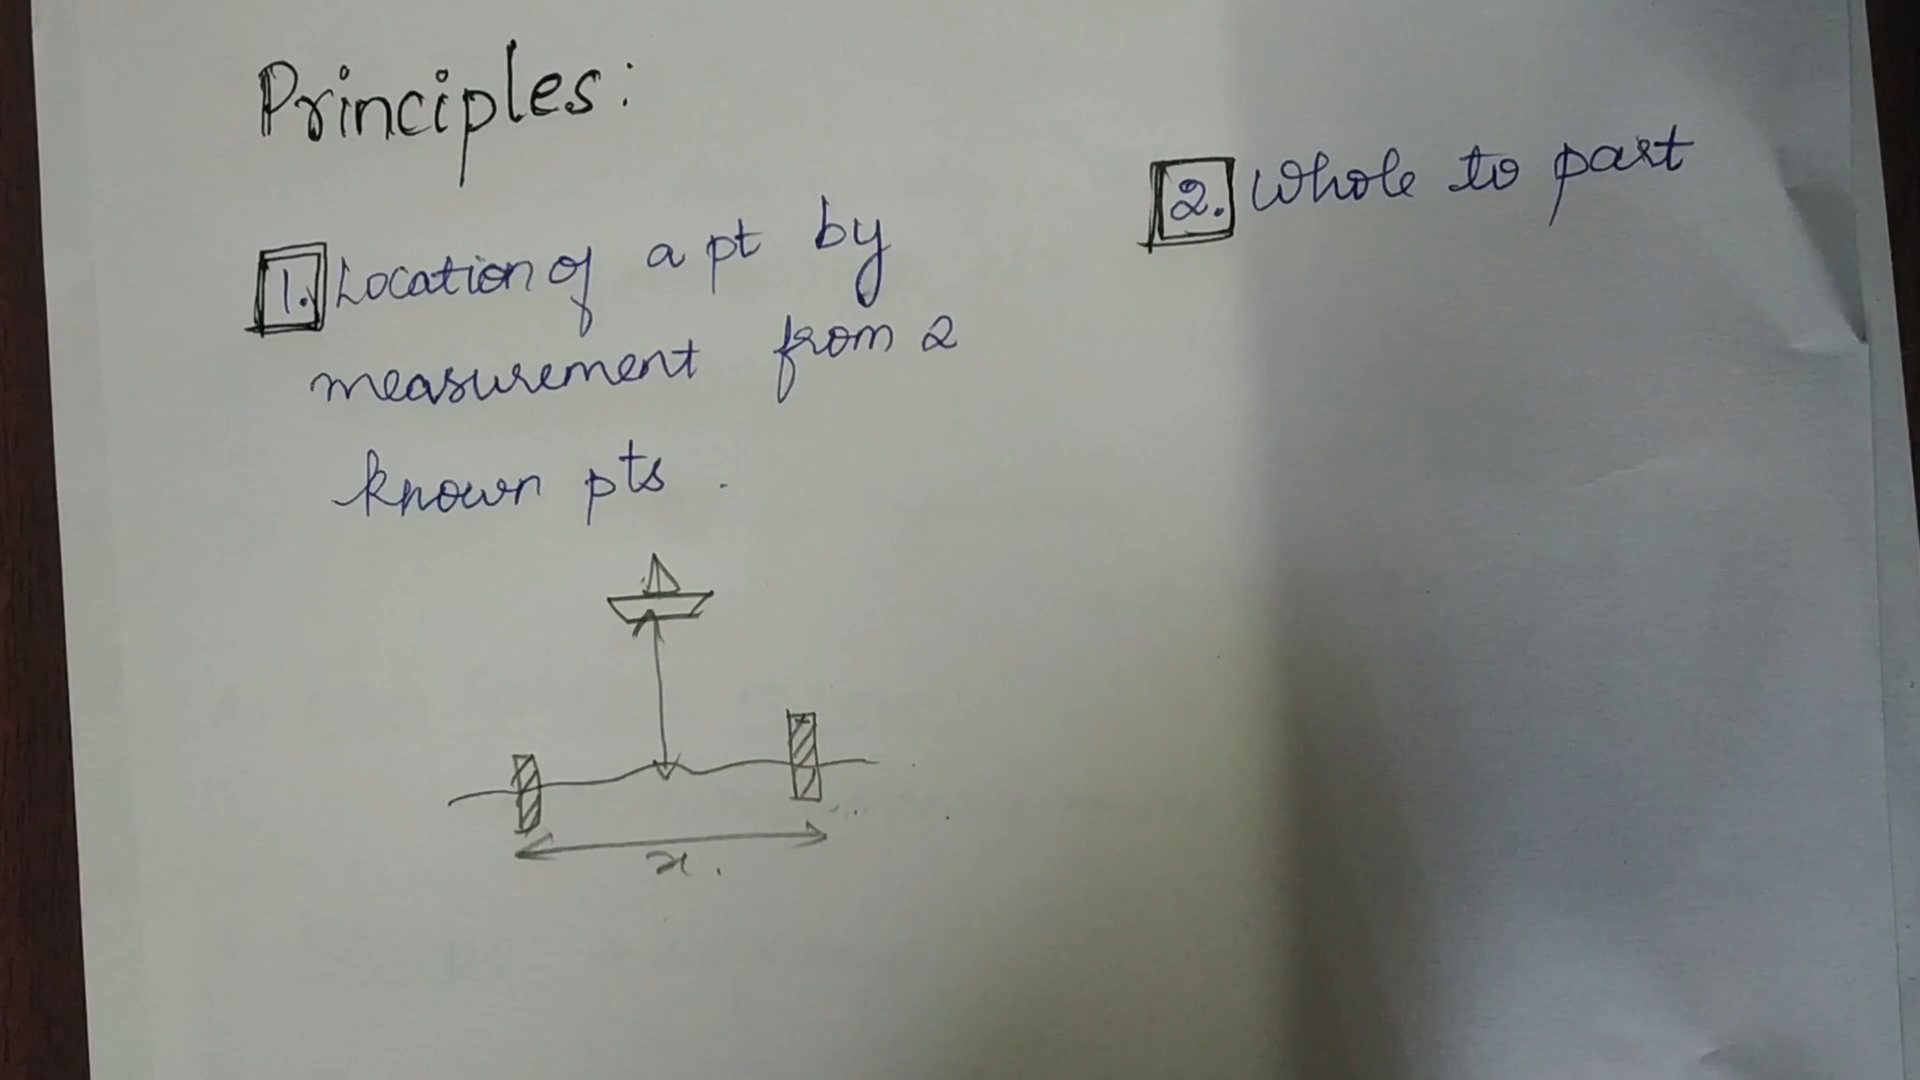 Principles:
1. Location of a pt by
measurement from 2
known pts.
x.
2. Whole to part